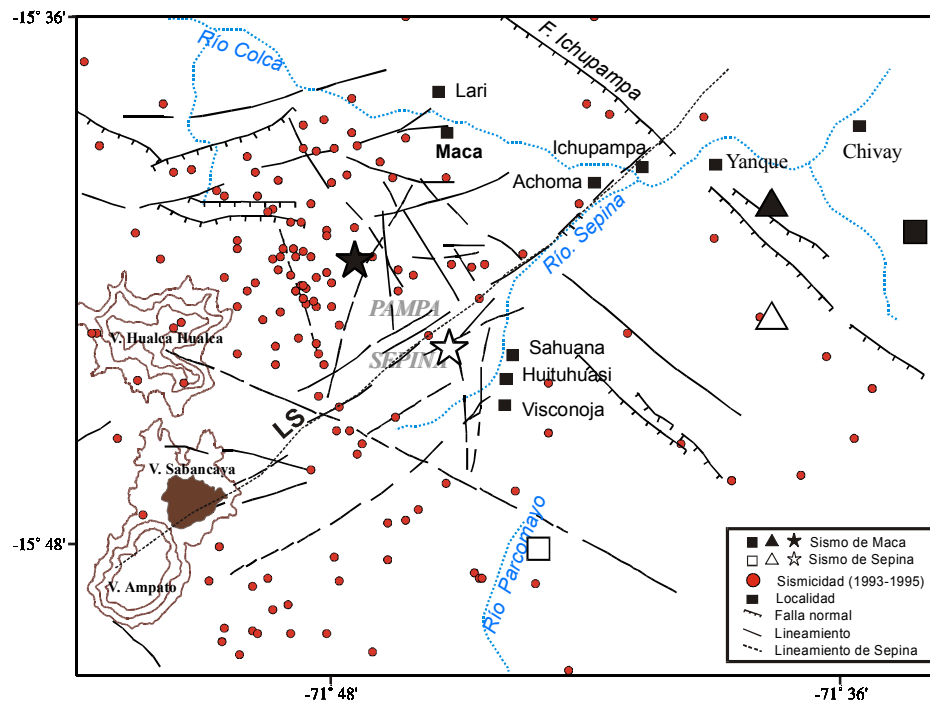 -15° 36'
Río Colca
F. Ichupampa
Lari
Maca
Ichupampa
Yanque
Chivay
Achoma
Río. Sepina
PAMPA
V. Hualca Hualca
SEPINA
Sahuana
Huituhuasi
Visconoja
LS
V. Sabancaya
-15° 48'
V. Ampato
Río Parcomayo
Sismo de Maca
Sismo de Sepina
Sismicidad (1993-1995)
Localidad
Falla normal
Lineamiento
Lineamiento de Sepina
-71° 48'
-71° 36'